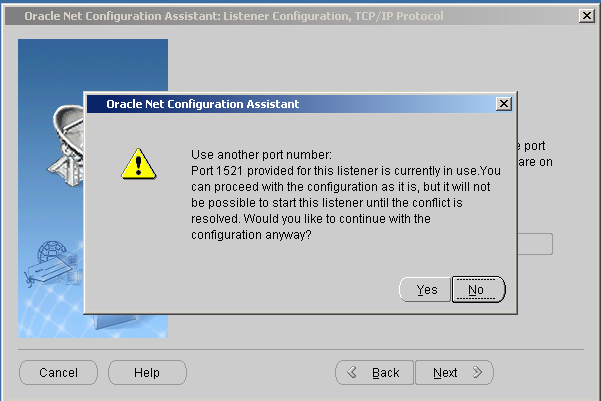 Oracle Net Configuration Assistant: Listener Configuration, TCP/IP Protocol
Oracle Net Configuration Assistant
Use another port number:
Port 1521 provided for this listener is currently in use.You
can proceed with the configuration as it is, but it will not
be possible to start this listener until the conflict is
resolved. Would you like to continue with the
configuration anyway?
port
are on
Yes No
Cancel Help Back Next